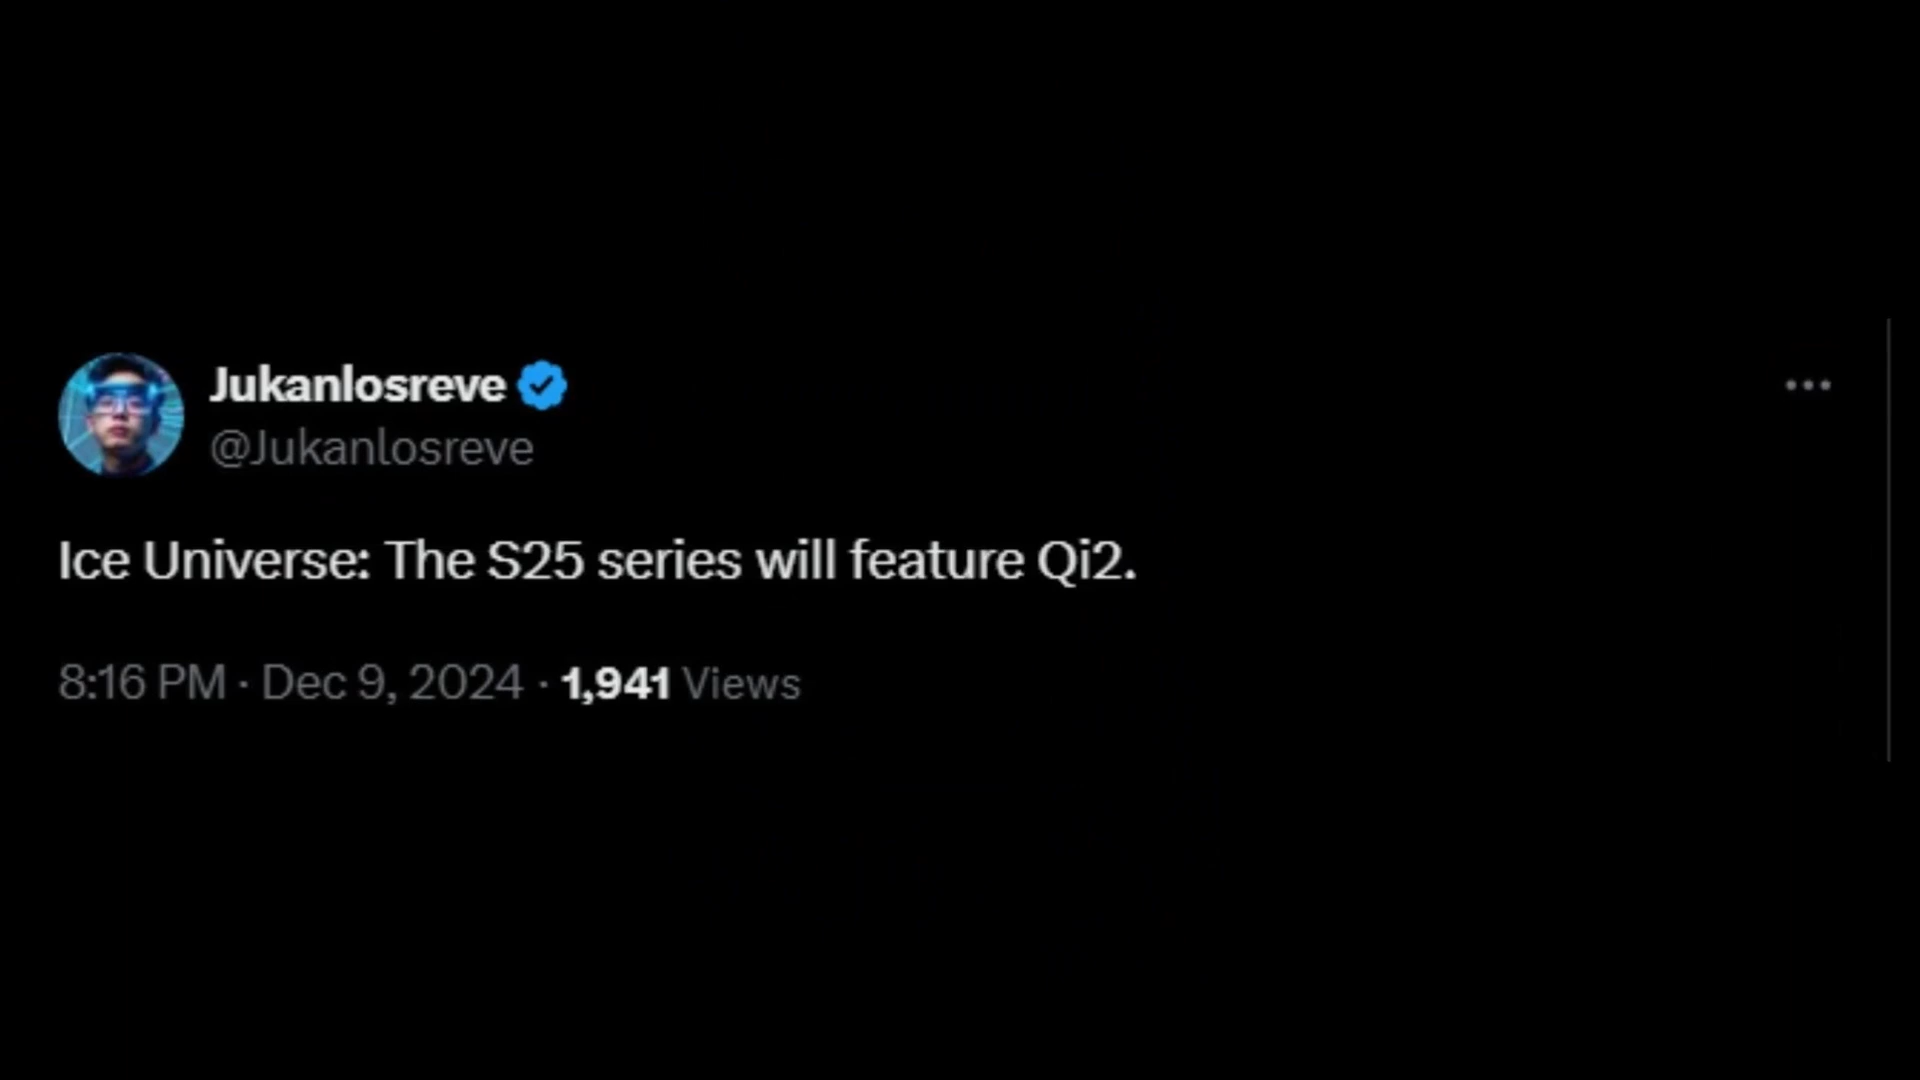 Jukanlosreve
@Jukanlosreve
Ice Universe: The S25 series will feature Qi2.
8:16 PM · Dec 9, 2024 · 1,941 Views